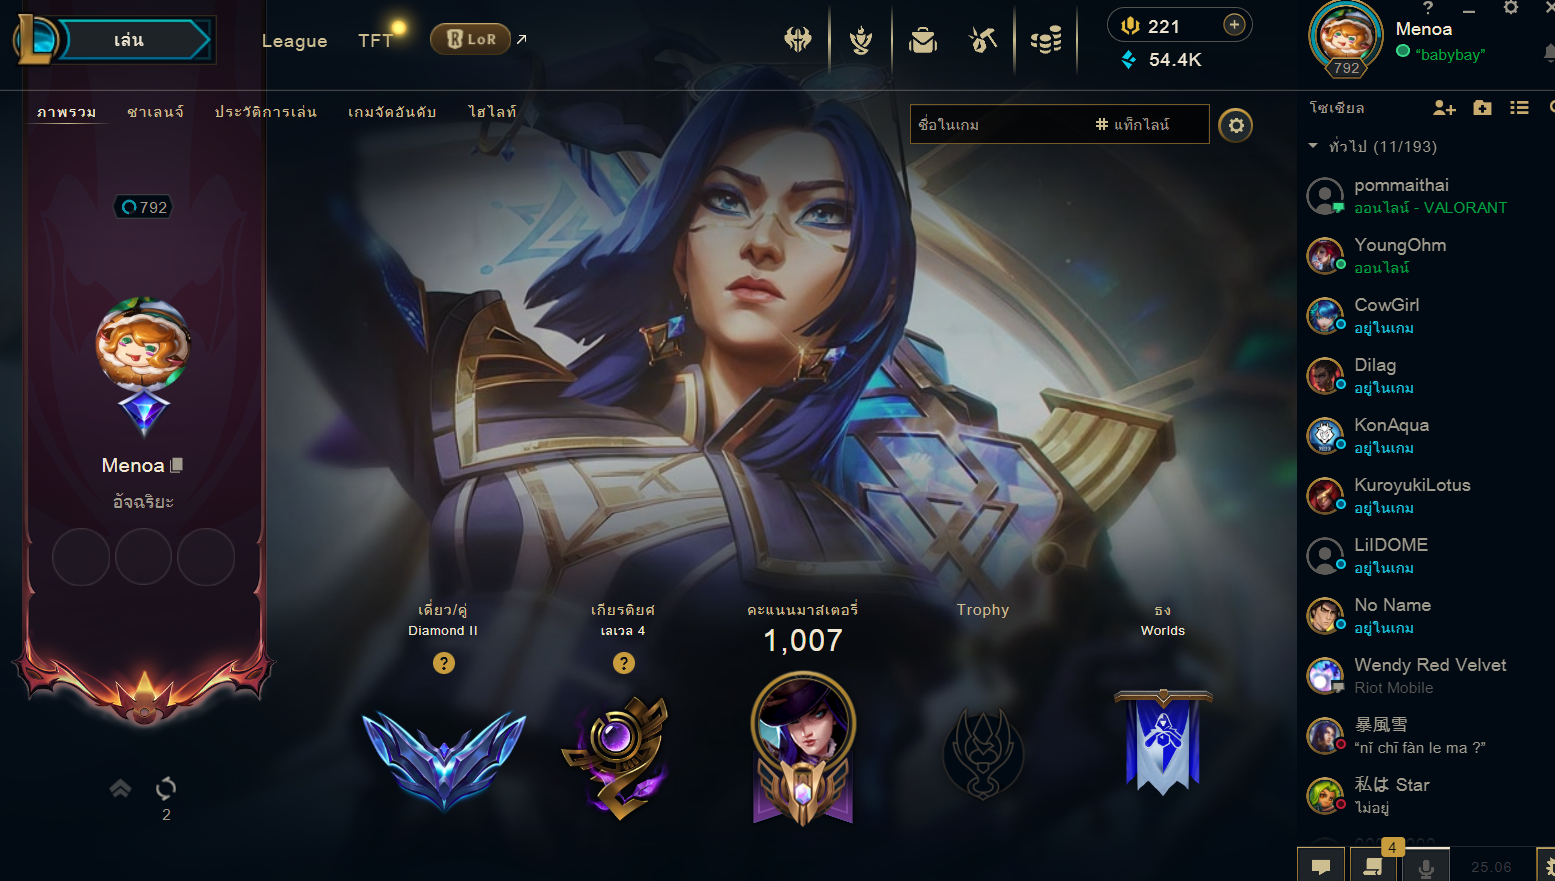 เล่น
League
TFT
LoR
221
54.4K
?
Menoa
"babybay"
792
ภาพรวม
ชาเลนจ์
ประวัติการเล่น
เกมจัดอันดับ
ไฮไลท์
ชื่อในเกม
# แท็กไลน์
โซเชียล
ทั่วไป (11/193)
792
Menoa
อัจฉริยะ
เดี่ยว/คู่
Diamond II
?
เกียรติยศ
เลเวล 4
?
คะแนนมาสเตอรี่
1,007
Trophy
ธง
Worlds
2
pommaithai
ออนไลน์ - VALORANT
YoungOhm
ออนไลน์
CowGirl
อยู่ในเกม
Dilag
อยู่ในเกม
KonAqua
อยู่ในเกม
KuroyukiLotus
อยู่ในเกม
LilDOME
อยู่ในเกม
No Name
อยู่ในเกม
Wendy Red Velvet
Riot Mobile
暴風雪
"nǐ chī fàn le ma ?"
私は Star
ไม่อยู่
4
25.06